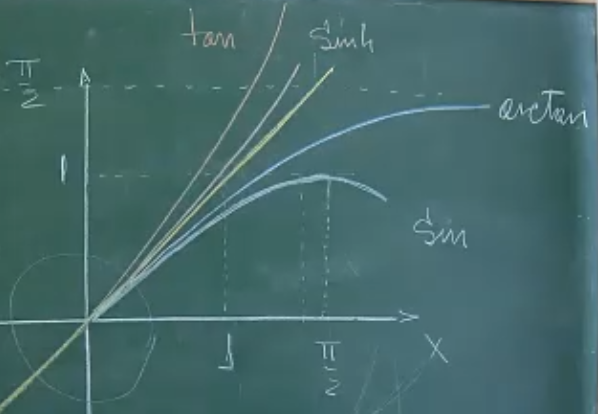 tan
sinh
π/2
arctan
1
sin
1
π/2
x